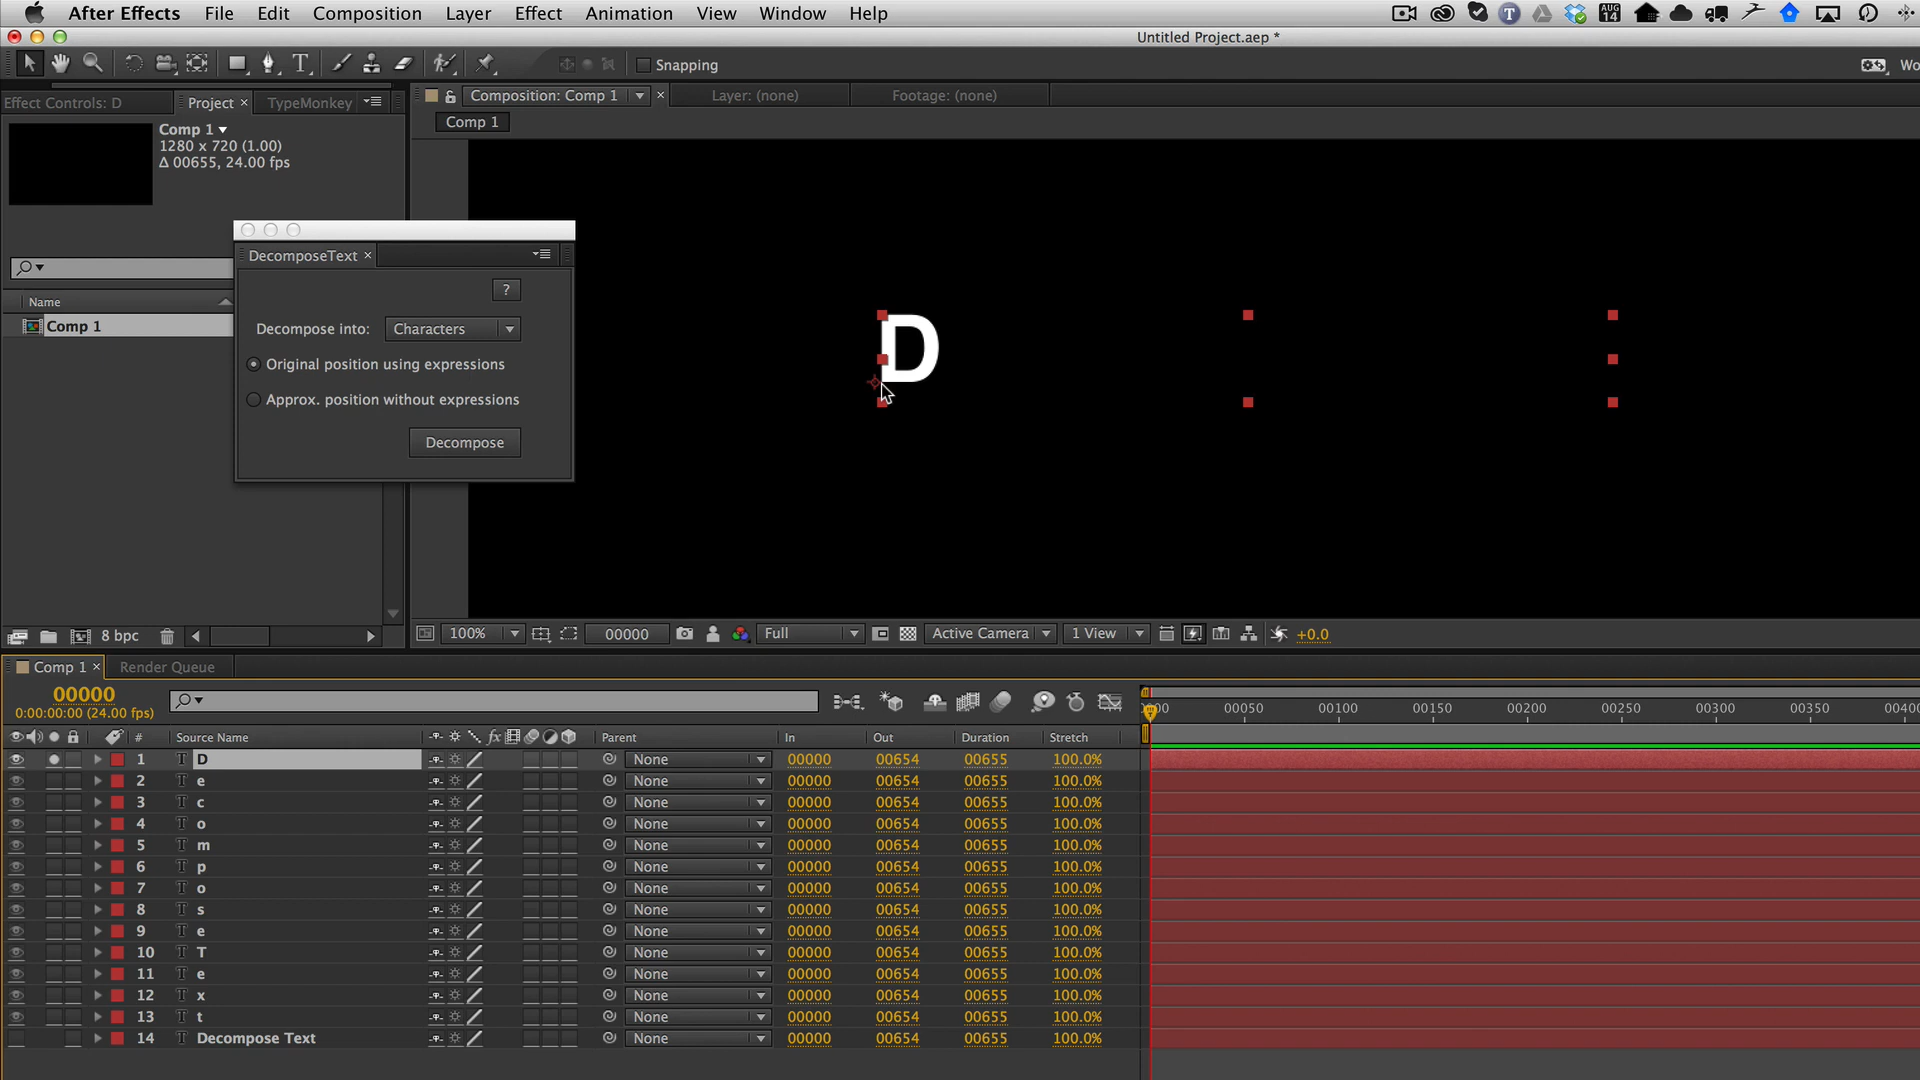 After Effects File Edit Composition Layer Effect Animation View Window Help
AUG 14
Untitled Project.aep *
Snapping
Effect Controls: D Project × TypeMonkey
Composition: Comp 1 × Layer: (none) Footage: (none)
Comp 1
Comp 1
1280 x 720 (1.00)
Δ 00655, 24.00 fps
DecomposeText ×
?
Name
Comp 1
Decompose into: Characters
Original position using expressions
Approx. position without expressions
Decompose
D
8 bpc
100% 00000 Full Active Camera 1 View +0.0
Comp 1 × Render Queue
00000
0:00:00:00 (24.00 fps)
00050 00100 00150 00200 00250 00300 00350
# Source Name fx Parent In Out Duration Stretch
1 T D None 00000 00654 00655 100.0%
2 T e None 00000 00654 00655 100.0%
3 T c None 00000 00654 00655 100.0%
4 T o None 00000 00654 00655 100.0%
5 T m None 00000 00654 00655 100.0%
6 T p None 00000 00654 00655 100.0%
7 T o None 00000 00654 00655 100.0%
8 T s None 00000 00654 00655 100.0%
9 T e None 00000 00654 00655 100.0%
10 T T None 00000 00654 00655 100.0%
11 T e None 00000 00654 00655 100.0%
12 T x None 00000 00654 00655 100.0%
13 T t None 00000 00654 00655 100.0%
14 T Decompose Text None 00000 00654 00655 100.0%